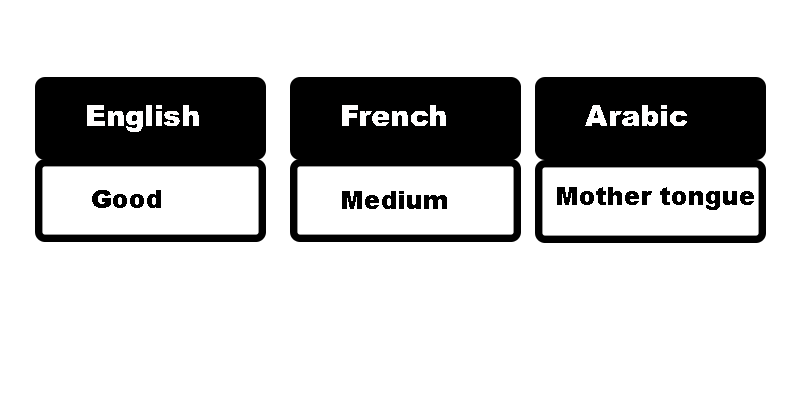 English
French
Arabic
Good
Medium
Mother tongue